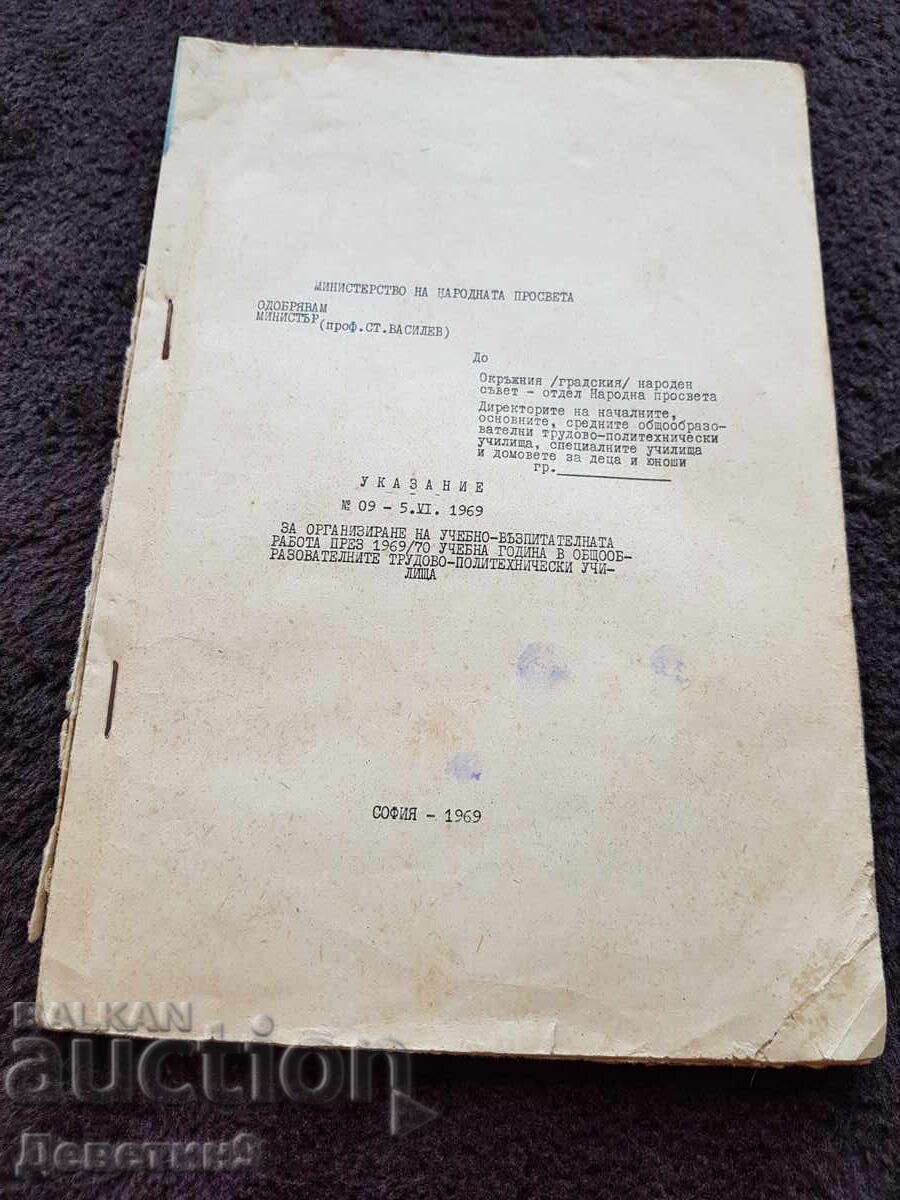 МИНИСТЕРСТВО НА НАРОДНАТА ПРОСВЕТА
ОДОБРЯВАМ
МИНИСТЪР
(проф.СТ.ВАСИЛЕВ)
До
Окръжния /градския/ народен
съвет – отдел Народна просвета
Директорите на началните,
основните, средните общообразо-
вателни трудово-политехнически
училища, специалните училища
и домовете за деца и юноши
гр.
У К А З А Н И Е
№ 09 – 5.VI. 1969
ЗА ОРГАНИЗИРАНЕ НА УЧЕБНО-ВЪЗПИТАТЕЛНАТА
РАБОТА ПРЕЗ 1969/70 УЧЕБНА ГОДИНА В ОБЩООБ-
РАЗОВАТЕЛНИТЕ ТРУДОВО-ПОЛИТЕХНИЧЕСКИ УЧИ-
ЛИЩА
СОФИЯ – 1969
BALKAN
auction
Деветин9